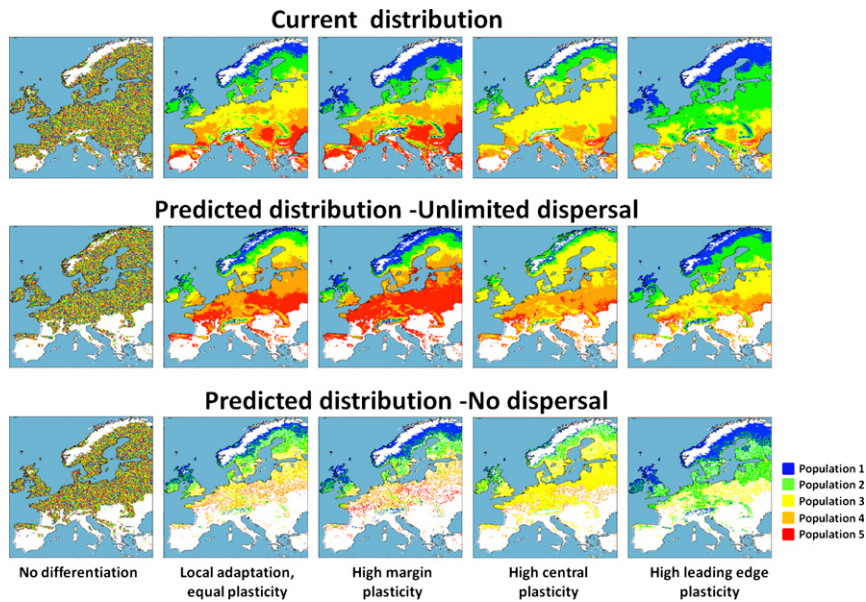 Current distribution
Predicted distribution -Unlimited dispersal
Predicted distribution -No dispersal
Population 1
Population 2
Population 3
Population 4
Population 5
No differentiation
Local adaptation,
equal plasticity
High margin
plasticity
High central
plasticity
High leading edge
plasticity